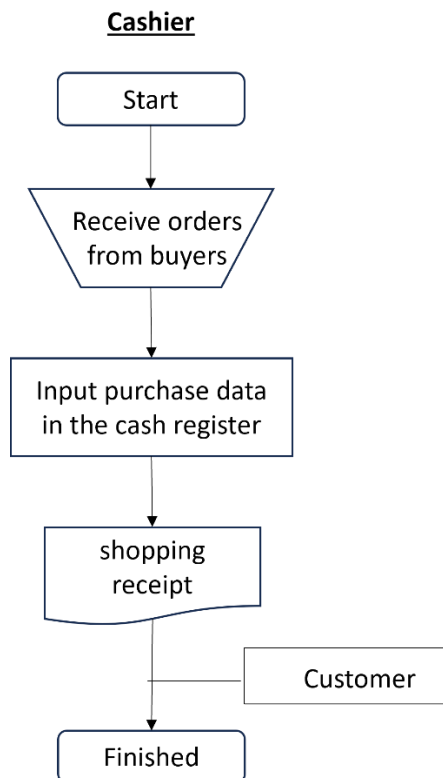 Cashier
Start
Receive orders
from buyers
Input purchase data
in the cash register
shopping
receipt
Customer
Finished